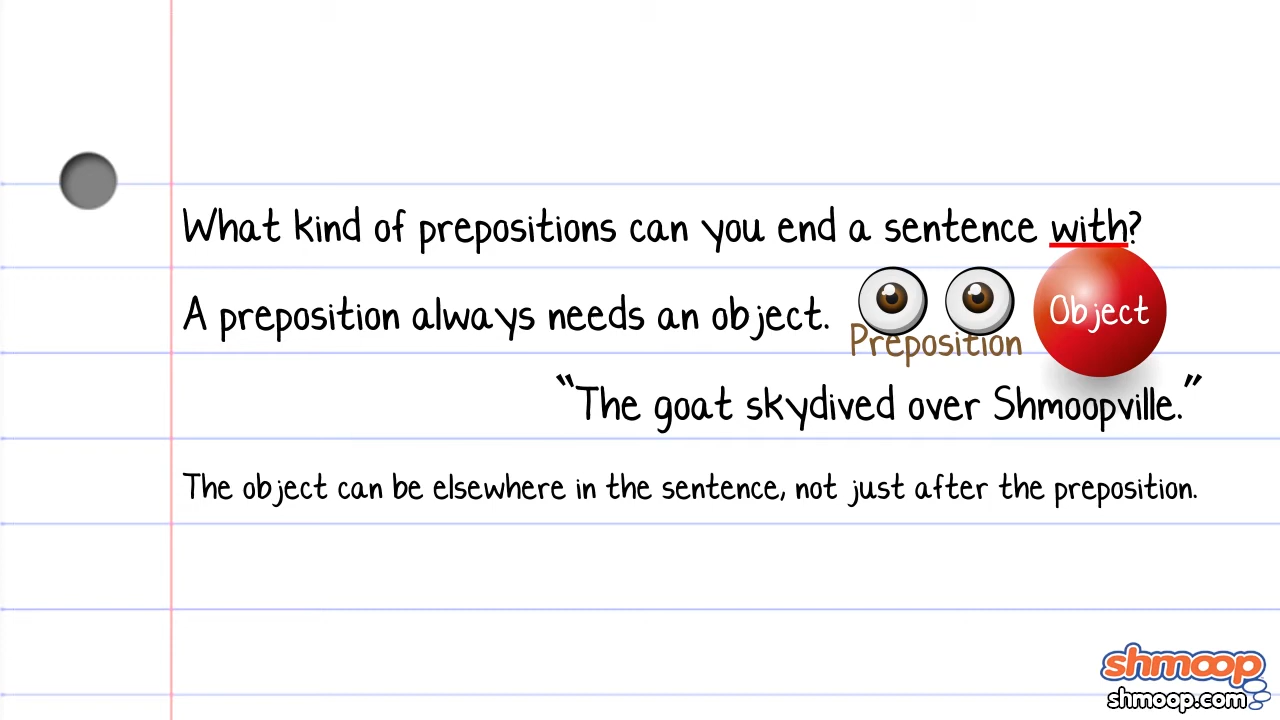 What kind of prepositions can you end a sentence with?
A preposition always needs an object.
Preposition
Object
“The goat skydived over Shmoopville.”
The object can be elsewhere in the sentence, not just after the preposition.
shmoop
shmoop.com